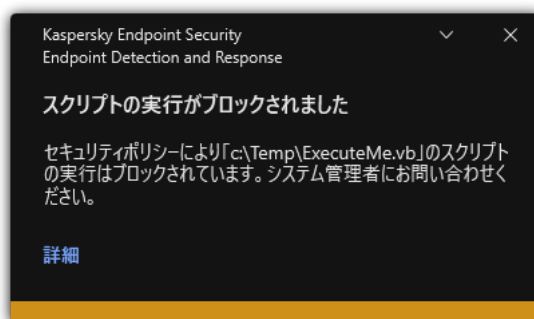 Kaspersky Endpoint Security
Endpoint Detection and Response
スクリプトの実行がブロックされました
セキュリティポリシーにより「c:\Temp\ExecuteMe.vb」のスクリプト
の実行はブロックされています。システム管理者にお問い合わせく
ださい。
詳細